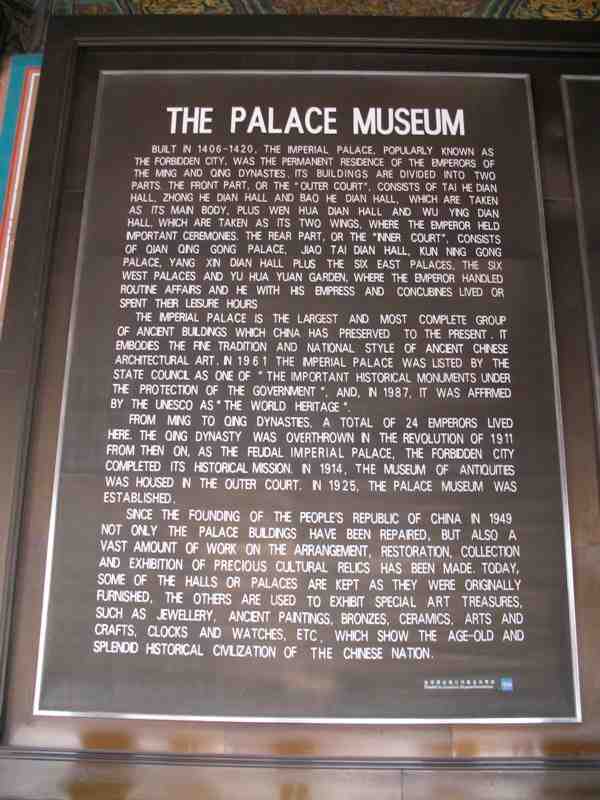 THE PALACE MUSEUM
BUILT IN 1406-1420, THE IMPERIAL PALACE, POPULARLY KNOWN AS
THE FORBIDDEN CITY, WAS THE PERMANENT RESIDENCE OF THE EMPERORS OF
THE MING AND QING DYNASTIES. ITS BUILDINGS ARE DIVIDED INTO TWO
PARTS. THE FRONT PART, OR THE "OUTER COURT", CONSISTS OF TAI HE DIAN
HALL, ZHONG HE DIAN HALL AND BAO HE DIAN HALL, WHICH ARE TAKEN
AS ITS MAIN BODY, PLUS WEN HUA DIAN HALL AND WU YING DIAN
HALL, WHICH ARE TAKEN AS ITS TWO WINGS, WHERE THE EMPEROR HELD
IMPORTANT CEREMONIES. THE REAR PART, OR THE "INNER COURT", CONSISTS
OF QIAN QING GONG PALACE, JIAO TAI DIAN HALL, KUN NING GONG
PALACE, YANG XIN DIAN HALL PLUS THE SIX EAST PALACES, THE SIX
WEST PALACES AND YU HUA YUAN GARDEN, WHERE THE EMPEROR HANDLED
ROUTINE AFFAIRS AND HE WITH HIS EMPRESS AND CONCUBINES LIVED OR
SPENT THEIR LEISURE HOURS
THE IMPERIAL PALACE IS THE LARGEST AND MOST COMPLETE GROUP
OF ANCIENT BUILDINGS WHICH CHINA HAS PRESERVED TO THE PRESENT. IT
EMBODIES THE FINE TRADITION AND NATIONAL STYLE OF ANCIENT CHINESE
ARCHITECTURAL ART. IN 1961 THE IMPERIAL PALACE WAS LISTED BY THE
STATE COUNCIL AS ONE OF "THE IMPORTANT HISTORICAL MONUMENTS UNDER
THE PROTECTION OF THE GOVERNMENT", AND, IN 1987, IT WAS AFFIRMED
BY THE UNESCO AS "THE WORLD HERITAGE".
FROM MING TO QING DYNASTIES, A TOTAL OF 24 EMPERORS LIVED
HERE. THE QING DYNASTY WAS OVERTHROWN IN THE REVOLUTION OF 1911
FROM THEN ON, AS THE FEUDAL IMPERIAL PALACE, THE FORBIDDEN CITY
COMPLETED ITS HISTORICAL MISSION. IN 1914, THE MUSEUM OF ANTIQUITIES
WAS HOUSED IN THE OUTER COURT. IN 1925, THE PALACE MUSEUM WAS
ESTABLISHED.
SINCE THE FOUNDING OF THE PEOPLE'S REPUBLIC OF CHINA IN 1949
NOT ONLY THE PALACE BUILDINGS HAVE BEEN REPAIRED, BUT ALSO A
VAST AMOUNT OF WORK ON THE ARRANGEMENT, RESTORATION, COLLECTION
AND EXHIBITION OF PRECIOUS CULTURAL RELICS HAS BEEN MADE. TODAY,
SOME OF THE HALLS OR PALACES ARE KEPT AS THEY WERE ORIGINALLY
FURNISHED, THE OTHERS ARE USED TO EXHIBIT SPECIAL ART TREASURES,
SUCH AS JEWELLERY, ANCIENT PAINTINGS, BRONZES, CERAMICS, ARTS AND
CRAFTS, CLOCKS AND WATCHES, ETC, WHICH SHOW THE AGE-OLD AND
SPLENDID HISTORICAL CIVILIZATION OF THE CHINESE NATION.